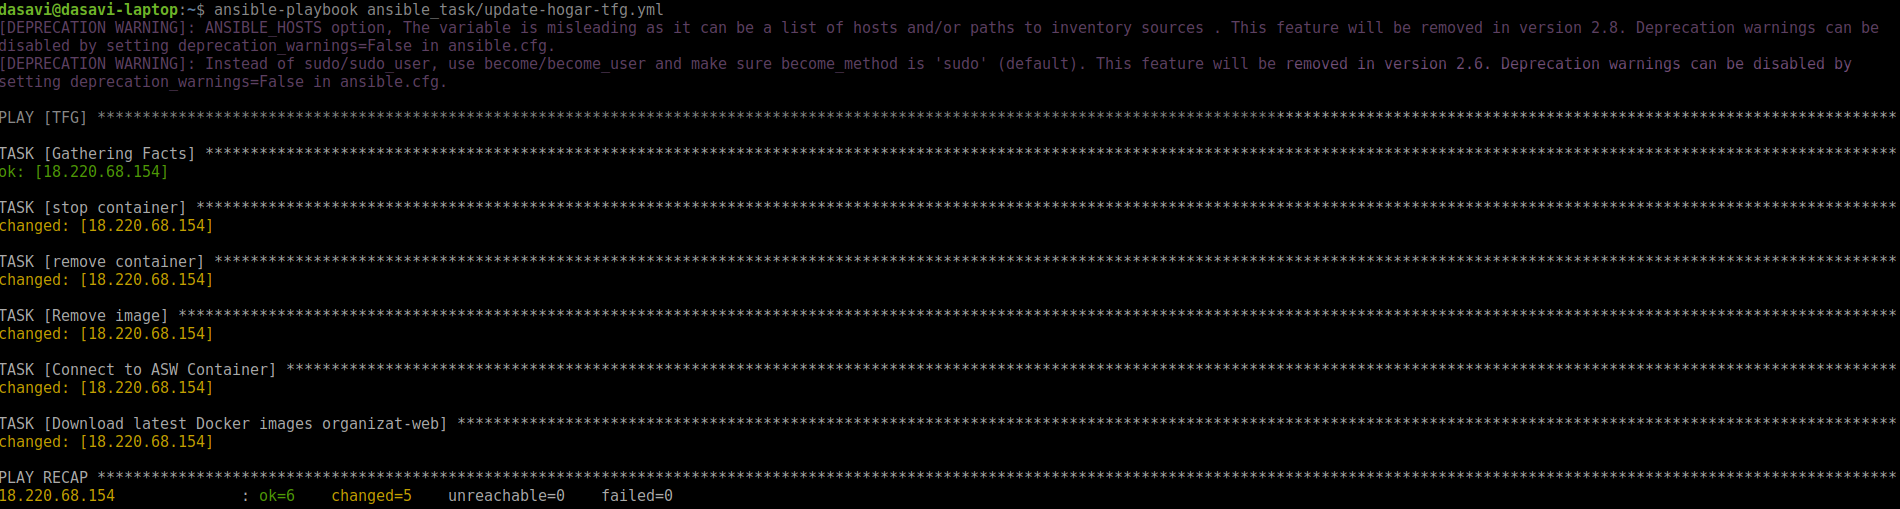 dasavi@dasavi-laptop:~$ ansible-playbook ansible_task/update-hogar-tfg.yml
[DEPRECATION WARNING]: ANSIBLE_HOSTS option, The variable is misleading as it can be a list of hosts and/or paths to inventory sources . This feature will be removed in version 2.8. Deprecation warnings can be
disabled by setting deprecation_warnings=False in ansible.cfg.
[DEPRECATION WARNING]: Instead of sudo/sudo_user, use become/become_user and make sure become_method is 'sudo' (default). This feature will be removed in version 2.6. Deprecation warnings can be disabled by
setting deprecation_warnings=False in ansible.cfg.
PLAY [TFG] ********************************************************************************************************************************************************************************************************
TASK [Gathering Facts] ********************************************************************************************************************************************************************************************
ok: [18.220.68.154]
TASK [stop container] *********************************************************************************************************************************************************************************************
changed: [18.220.68.154]
TASK [remove container] *******************************************************************************************************************************************************************************************
changed: [18.220.68.154]
TASK [Remove image] ***********************************************************************************************************************************************************************************************
changed: [18.220.68.154]
TASK [Connect to ASW Container] ***********************************************************************************************************************************************************************************
changed: [18.220.68.154]
TASK [Download latest Docker images organizat-web] ****************************************************************************************************************************************************************
changed: [18.220.68.154]
PLAY RECAP ********************************************************************************************************************************************************************************************************
18.220.68.154              : ok=6    changed=5    unreachable=0    failed=0